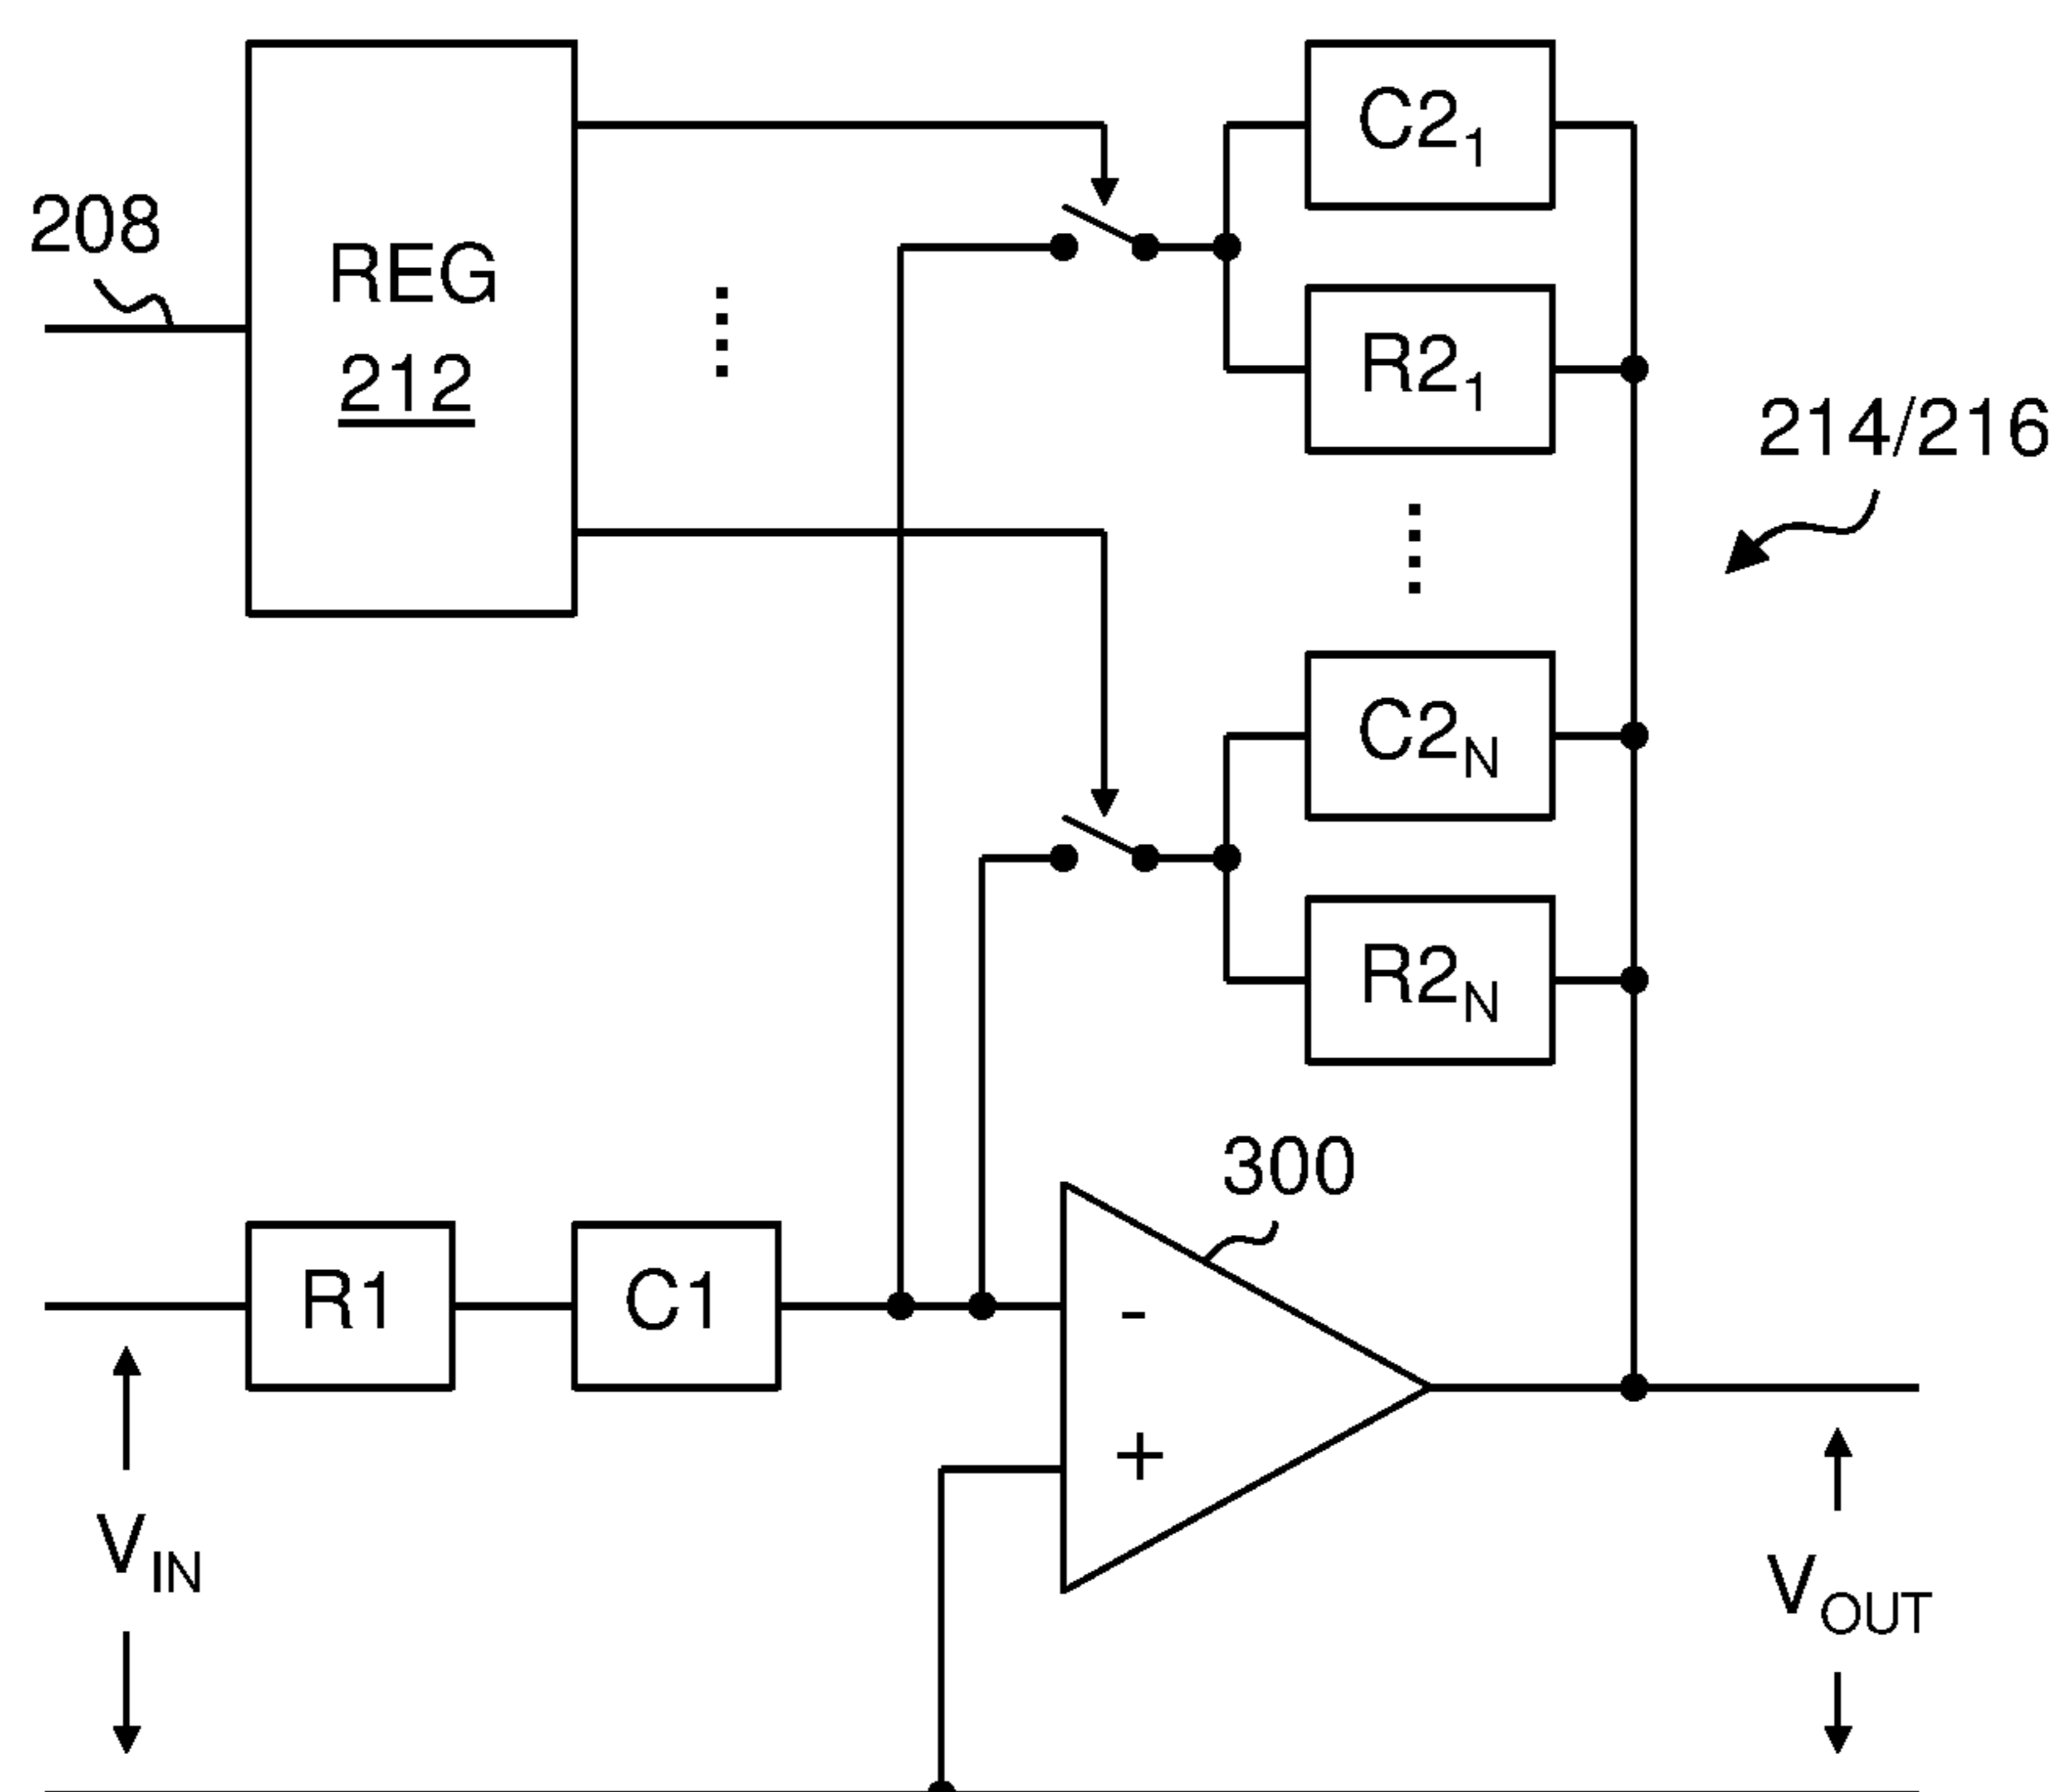 C2₁
208
REG
212
R2₁
214/216
C2N
R2N
300
R1
C1
-
+
VIN
VOUT